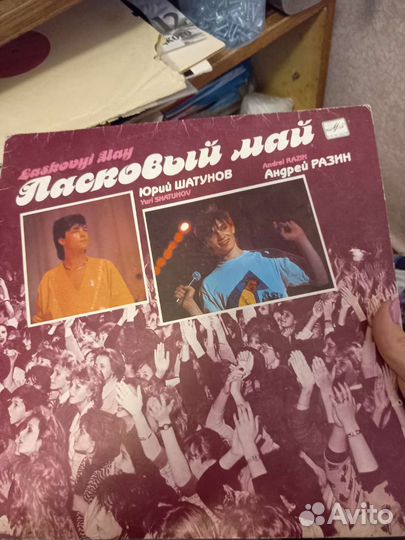 Laskovyi May
Ласковый май
Юрий ШАТУНОВ
Yuri SHATUNOV
Andrei RAZIN
Андрей РАЗИН
Avito